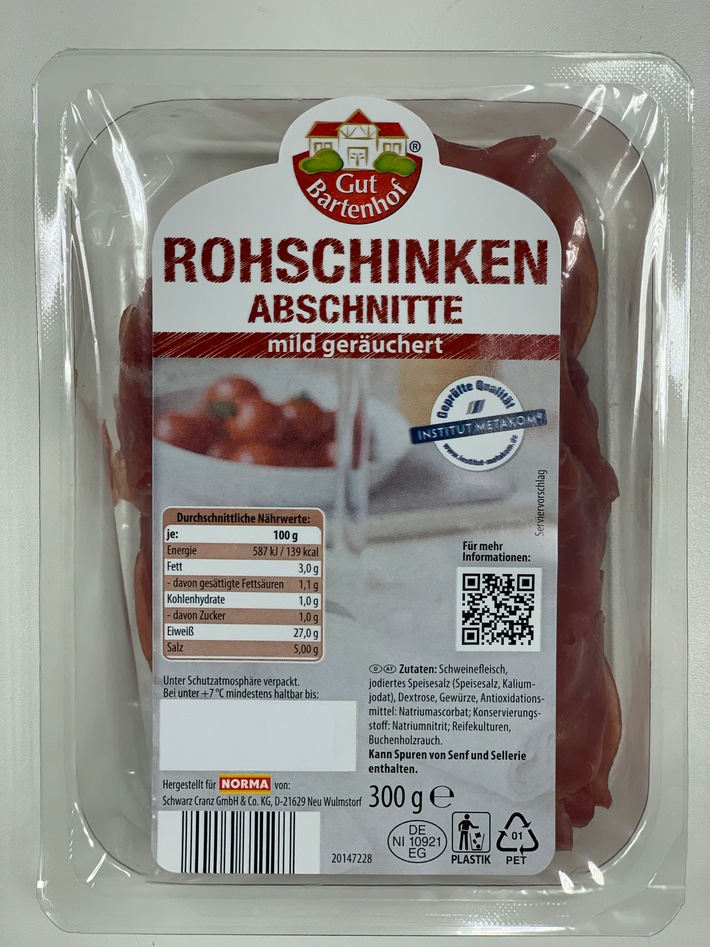 Gut
Bartenhof
®
ROHSCHINKEN
ABSCHNITTE
mild geräuchert
Geprüfte Qualität
INSTITUT METAKOM®
www.institut-metakom.de
Serviervorschlag
Durchschnittliche Nährwerte:
je: 100 g
Energie 587 kJ / 139 kcal
Fett 3,0 g
- davon gesättigte Fettsäuren 1,1 g
Kohlenhydrate 1,0 g
- davon Zucker 1,0 g
Eiweiß 27,0 g
Salz 5,00 g
Für mehr
Informationen:
Unter Schutzatmosphäre verpackt.
Bei unter +7 °C mindestens haltbar bis:
D AT Zutaten: Schweinefleisch,
jodiertes Speisesalz (Speisesalz, Kalium-
jodat), Dextrose, Gewürze, Antioxidations-
mittel: Natriumascorbat; Konservierungs-
stoff: Natriumnitrit; Reifekulturen,
Buchenholzrauch.
Kann Spuren von Senf und Sellerie
enthalten.
Hergestellt für NORMA von:
Schwarz Cranz GmbH & Co. KG, D-21629 Neu Wulmstorf
300 g ℮
20147228
DE
NI 10921
EG
PLASTIK
01
PET